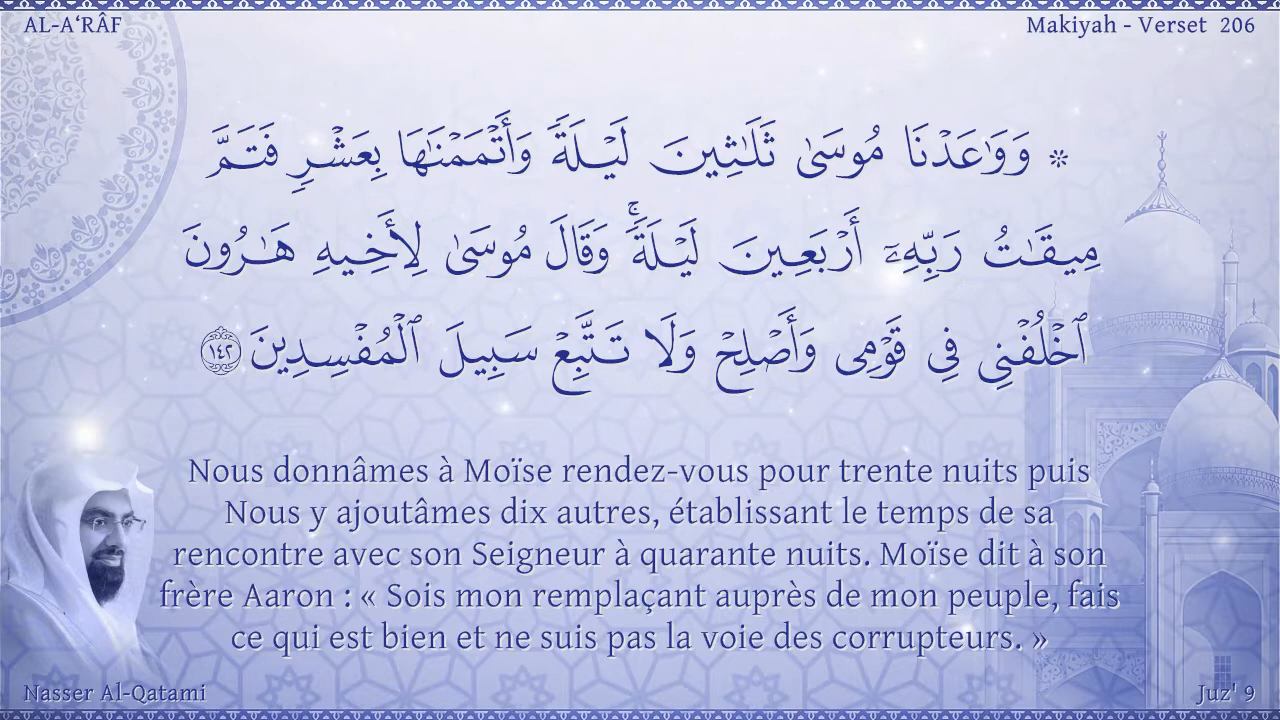 AL-A‘RÂF
Makiyah - Verset 206
۞ وَوَٰعَدْنَا مُوسَىٰ ثَلَٰثِينَ لَيْلَةً وَأَتْمَمْنَٰهَا بِعَشْرٍ فَتَمَّ
مِيقَٰتُ رَبِّهِۦٓ أَرْبَعِينَ لَيْلَةً ۚ وَقَالَ مُوسَىٰ لِأَخِيهِ هَٰرُونَ
ٱخْلُفْنِى فِى قَوْمِى وَأَصْلِحْ وَلَا تَتَّبِعْ سَبِيلَ ٱلْمُفْسِدِينَ ١٤٢
Nous donnâmes à Moïse rendez-vous pour trente nuits puis
Nous y ajoutâmes dix autres, établissant le temps de sa
rencontre avec son Seigneur à quarante nuits. Moïse dit à son
frère Aaron : « Sois mon remplaçant auprès de mon peuple, fais
ce qui est bien et ne suis pas la voie des corrupteurs. »
Nasser Al-Qatami
Juz' 9